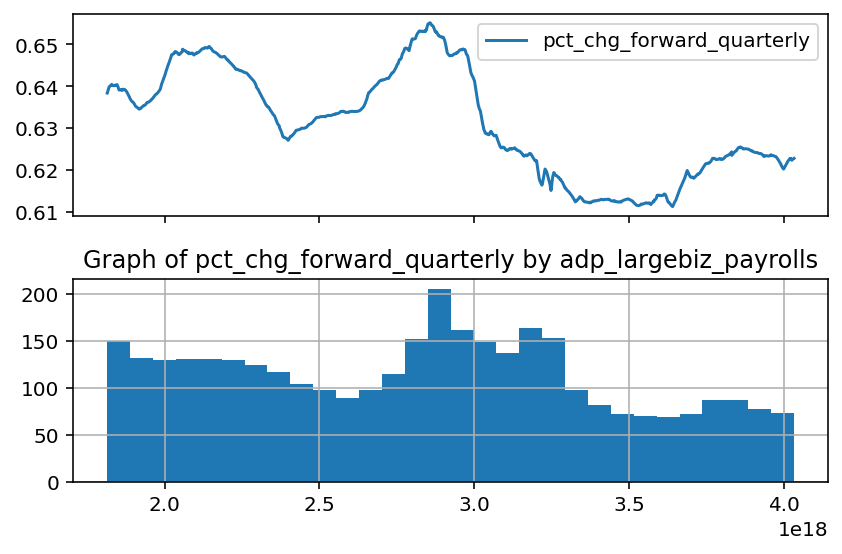 pct_chg_forward_quarterly
0.65
0.64
0.63
0.62
0.61
Graph of pct_chg_forward_quarterly by adp_largebiz_payrolls
200
150
100
50
0
2.0 2.5 3.0 3.5 4.0
1e18